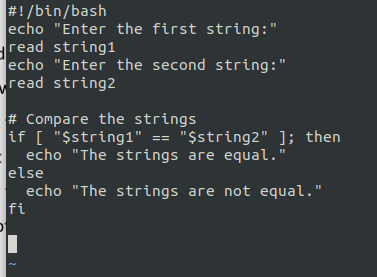 #!/bin/bash
echo "Enter the first string:"
read string1
echo "Enter the second string:"
read string2

# Compare the strings
if [ "$string1" == "$string2" ]; then
  echo "The strings are equal."
else
  echo "The strings are not equal."
fi

~